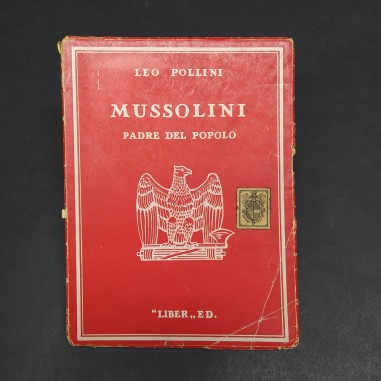 LEO POLLINI
MUSSOLINI
PADRE DEL POPOLO
"LIBER„ ED.